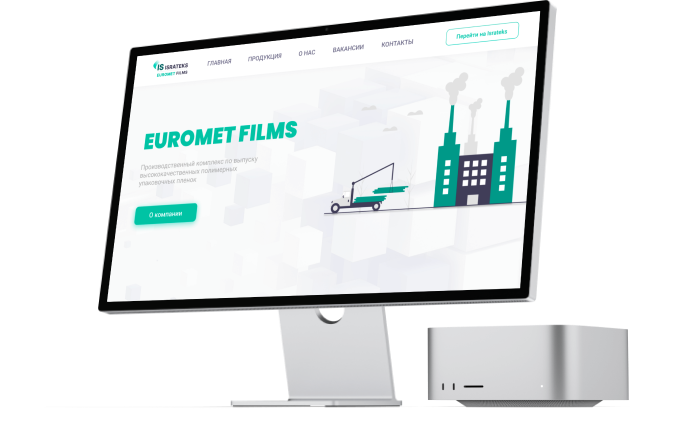 IS ISRATEKS
EUROMET FILMS
ГЛАВНАЯ
ПРОДУКЦИЯ
О НАС
ВАКАНСИИ
КОНТАКТЫ
Перейти на Israteks
EUROMET FILMS
Производственный комплекс по выпуску
высококачественных полимерных
упаковочных пленок
О компании